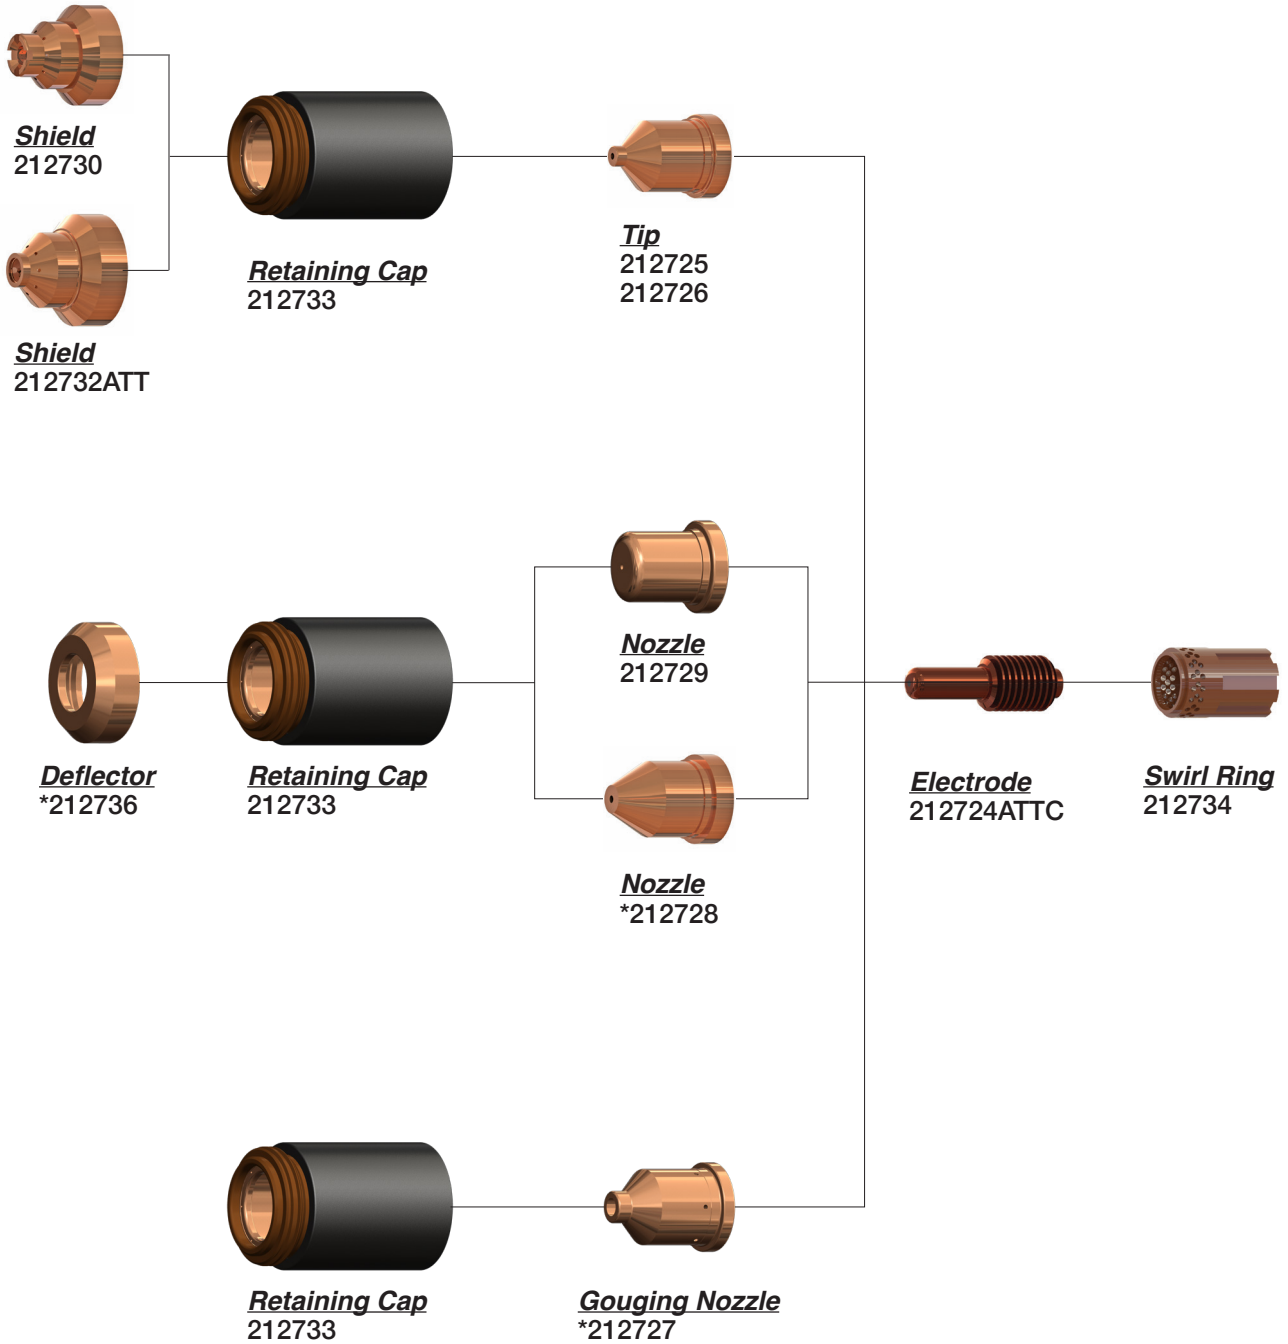 Shield
212730
Shield
212732ATT
Retaining Cap
212733
Tip
212725
212726
Deflector
*212736
Retaining Cap
212733
Nozzle
212729
Nozzle
*212728
Electrode
212724ATTC
Swirl Ring
212734
Retaining Cap
212733
Gouging Nozzle
*212727